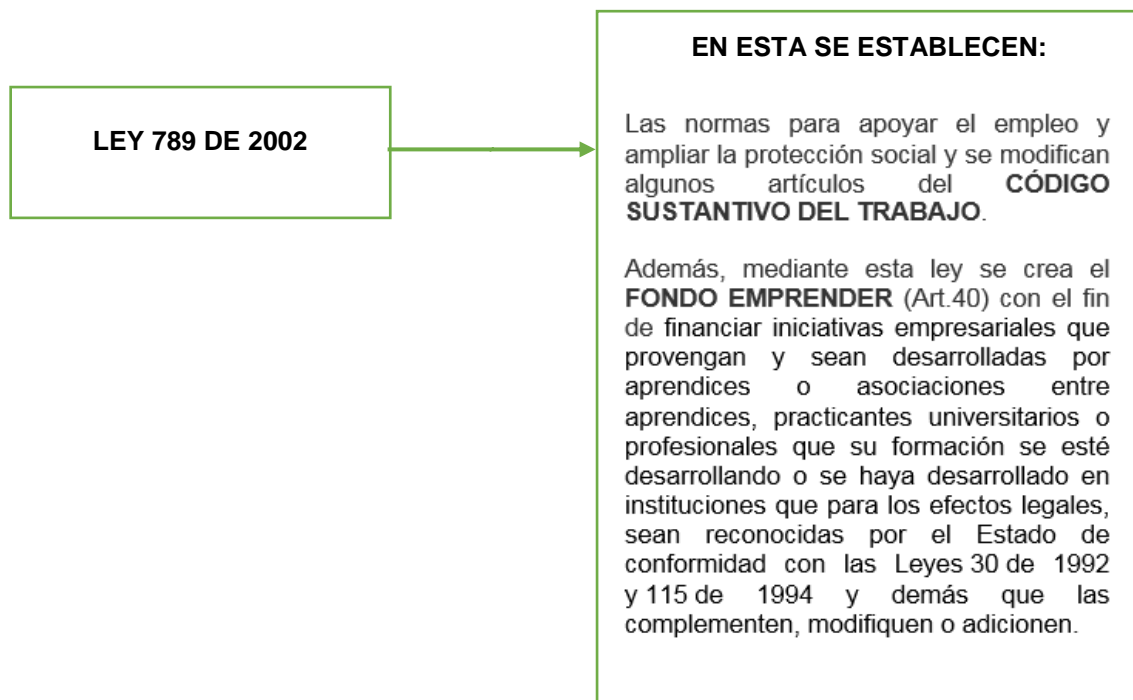 LEY 789 DE 2002
EN ESTA SE ESTABLECEN:
Las normas para apoyar el empleo y
ampliar la protección social y se modifican
algunos artículos del CÓDIGO
SUSTANTIVO DEL TRABAJO.
Además, mediante esta ley se crea el
FONDO EMPRENDER (Art.40) con el fin
de financiar iniciativas empresariales que
provengan y sean desarrolladas por
aprendices o asociaciones entre
aprendices, practicantes universitarios o
profesionales que su formación se esté
desarrollando o se haya desarrollado en
instituciones que para los efectos legales,
sean reconocidas por el Estado de
conformidad con las Leyes 30 de 1992
y 115 de 1994 y demás que las
complementen, modifiquen o adicionen.